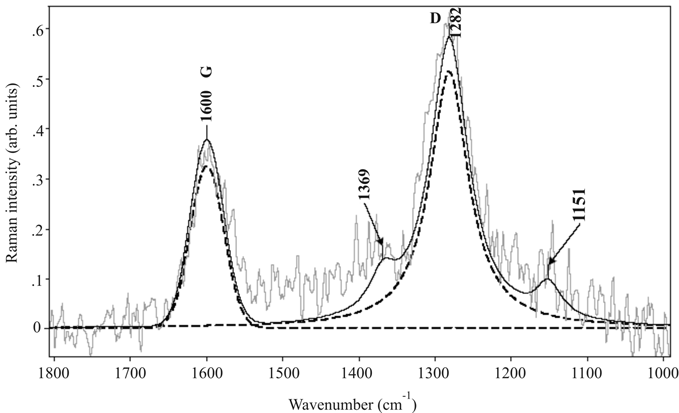 Raman intensity (arb. units)
.6
.5
.4
.3
.2
.1
0
1600 G
1369
D 1282
1151
1800 1700 1600 1500 1400 1300 1200 1100 1000
Wavenumber (cm⁻¹)